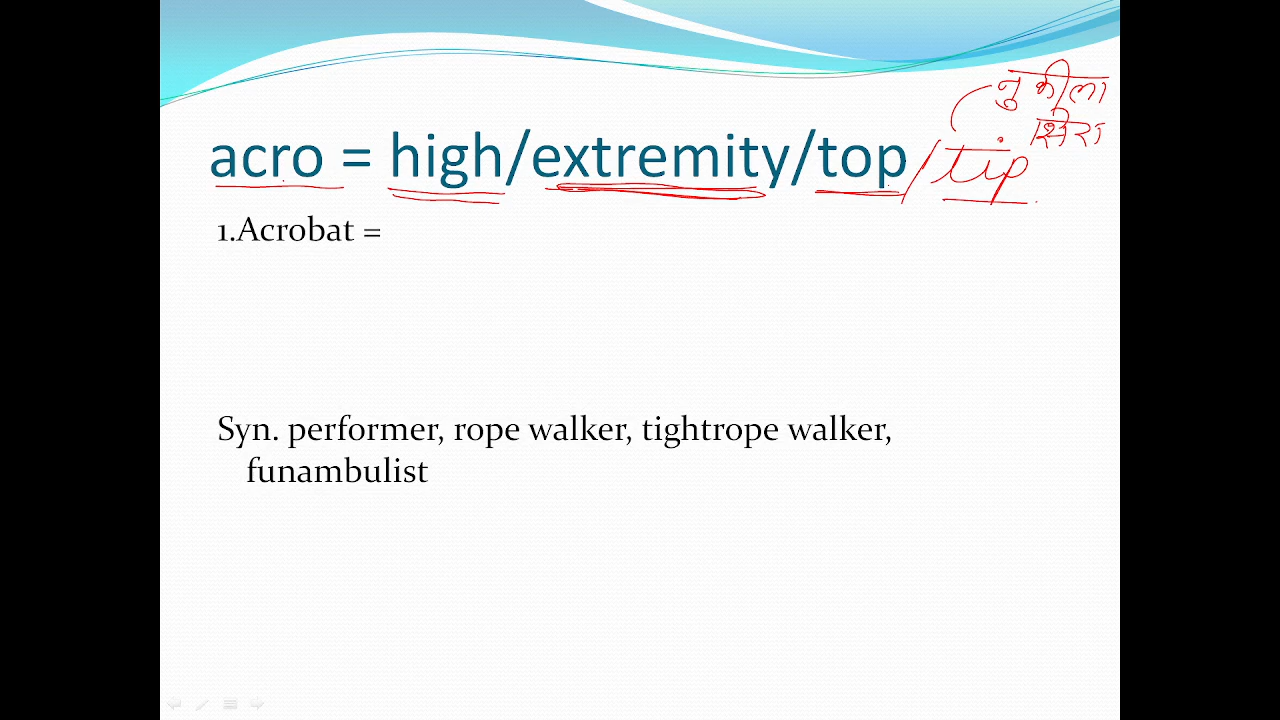 नुकीला
सिरा
acro = high/extremity/top/tip
1.Acrobat =
Syn. performer, rope walker, tightrope walker,
funambulist